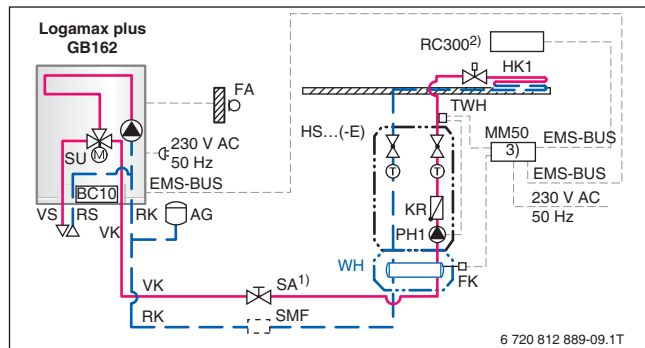 Logamax plus
GB162
RC300²⁾
HK1
FA
TWH
HS...(-E)
MM50
3)
EMS-BUS
230 V AC
50 Hz
SU
M
T
T
EMS-BUS
EMS-BUS
BC10
230 V AC
50 Hz
VS
RS
RK
AG
KR
VK
PH1
WH
FK
VK
SA¹⁾
RK
SMF
6 720 812 889-09.1T